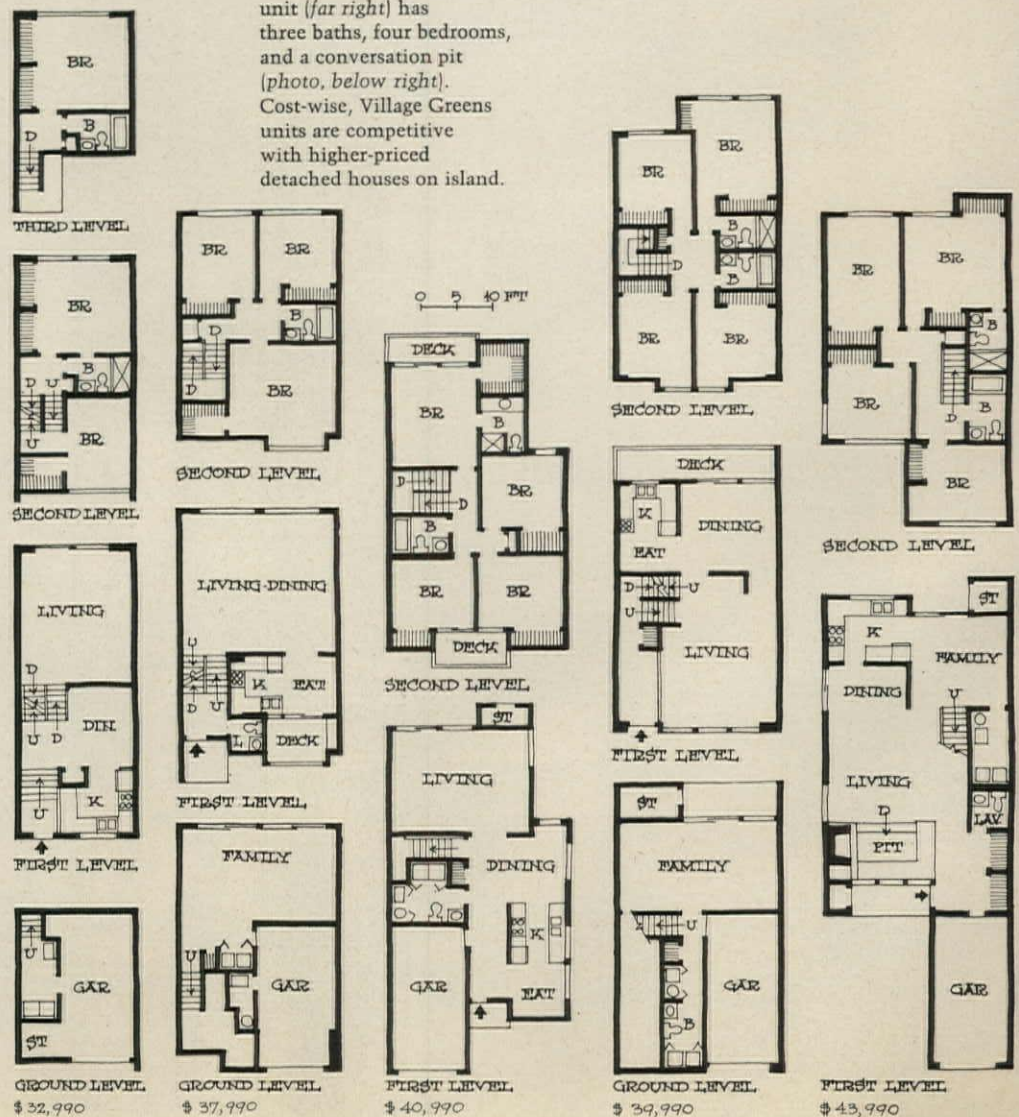 unit (far right) has
three baths, four bedrooms,
and a conversation pit
(photo, below right).
Cost-wise, Village Greens
units are competitive
with higher-priced
detached houses on island.
BR
D
B
THIRD LEVEL
BR
D U
B
U
BR
SECOND LEVEL
LIVING
D
U D
DIN
U
K
FIRST LEVEL
U
GAR
ST
GROUND LEVEL
$32,990
BR
BR
D
B
D
BR
SECOND LEVEL
LIVING-DINING
U
D
U
K
EAT
L
DECK
FIRST LEVEL
FAMILY
U
GAR
GROUND LEVEL
$37,990
0 5 10 FT
DECK
BR
B
D
D
BR
B
BR
BR
DECK
SECOND LEVEL
ST
LIVING
DINING
K
GAR
EAT
FIRST LEVEL
$40,990
BR
BR
B
D
B
BR
BR
SECOND LEVEL
DECK
K
DINING
EAT
D U
U
LIVING
FIRST LEVEL
ST
FAMILY
U
GAR
B
GROUND LEVEL
$39,990
BR
BR
B
BR
D
B
BR
SECOND LEVEL
ST
K
FAMILY
DINING
U
LIVING
D
LAV
PIT
GAR
FIRST LEVEL
$43,990